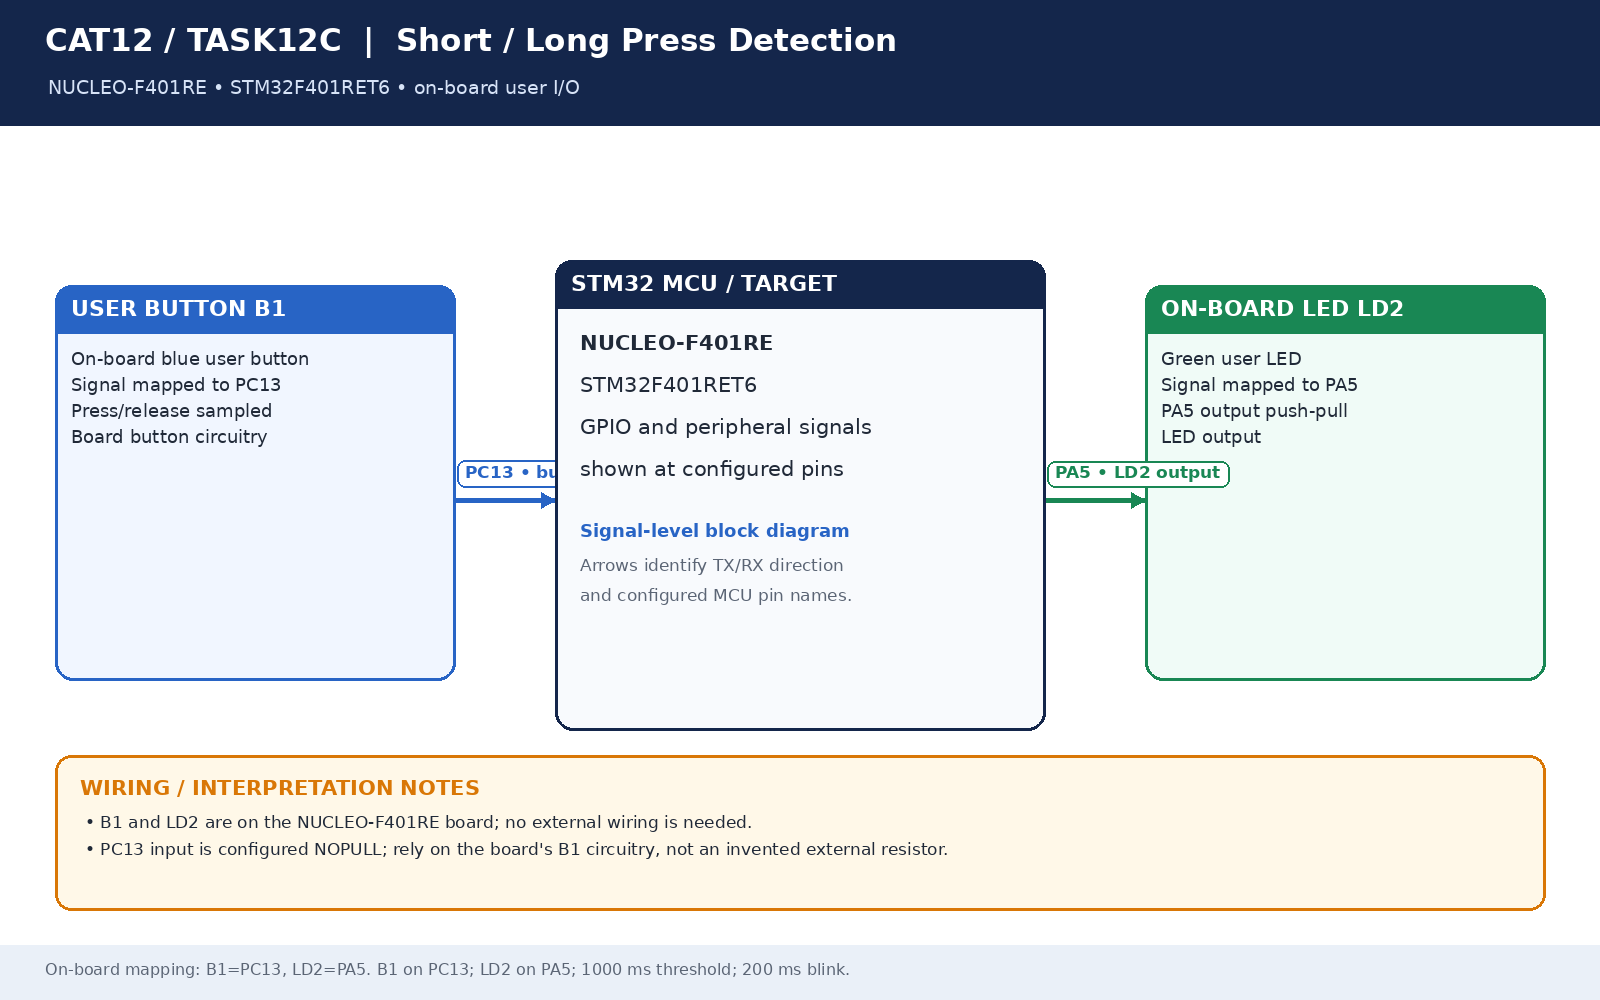 CAT12 / TASK12C | Short / Long Press Detection
NUCLEO-F401RE • STM32F401RET6 • on-board user I/O
USER BUTTON B1
On-board blue user button
Signal mapped to PC13
Press/release sampled
Board button circuitry
PC13 •
STM32 MCU / TARGET
NUCLEO-F401RE
STM32F401RET6
GPIO and peripheral signals
shown at configured pins
Signal-level block diagram
Arrows identify TX/RX direction
and configured MCU pin names.
ON-BOARD LED LD2
Green user LED
Signal mapped to PA5
PA5 output push-pull
LED output
PA5 • LD2 output
WIRING / INTERPRETATION NOTES
• B1 and LD2 are on the NUCLEO-F401RE board; no external wiring is needed.
• PC13 input is configured NOPULL; rely on the board's B1 circuitry, not an invented external resistor.
On-board mapping: B1=PC13, LD2=PA5. B1 on PC13; LD2 on PA5; 1000 ms threshold; 200 ms blink.